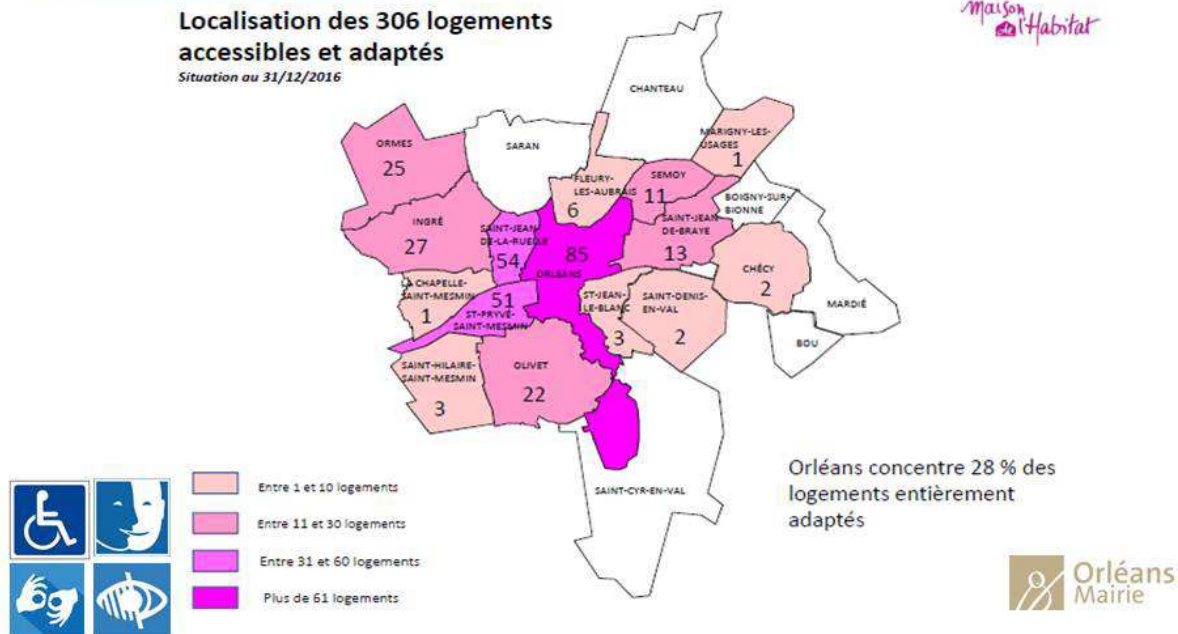 Localisation des 306 logements
accessibles et adaptés
Situation au 31/12/2016
Maison
de l'Habitat
CHANTEAU
MARIGNY-LES-
USAGES
1
ORMES
25
SARAN
FLEURY-
LES-AUBRAIS
6
SEMOY
11
BOIGNY-SUR-
BIONNE
INGRÉ
27
SAINT-JEAN
DE-LA-RUELLE
54
85
ORLÉANS
SAINT-JEAN
DE-BRAYE
13
CHÉCY
2
LA CHAPELLE-
SAINT-MESMIN
1
51
ST-PRYVÉ-
SAINT-MESMIN
ST-JEAN-
LE-BLANC
3
SAINT-DENIS-
EN-VAL
2
MARDIÉ
BOU
SAINT-HILAIRE-
SAINT-MESMIN
3
OLIVET
22
SAINT-CYR-EN-VAL
Entre 1 et 10 logements
Entre 11 et 30 logements
Entre 31 et 60 logements
Plus de 61 logements
Orléans concentre 28 % des
logements entièrement
adaptés
Orléans
Mairie